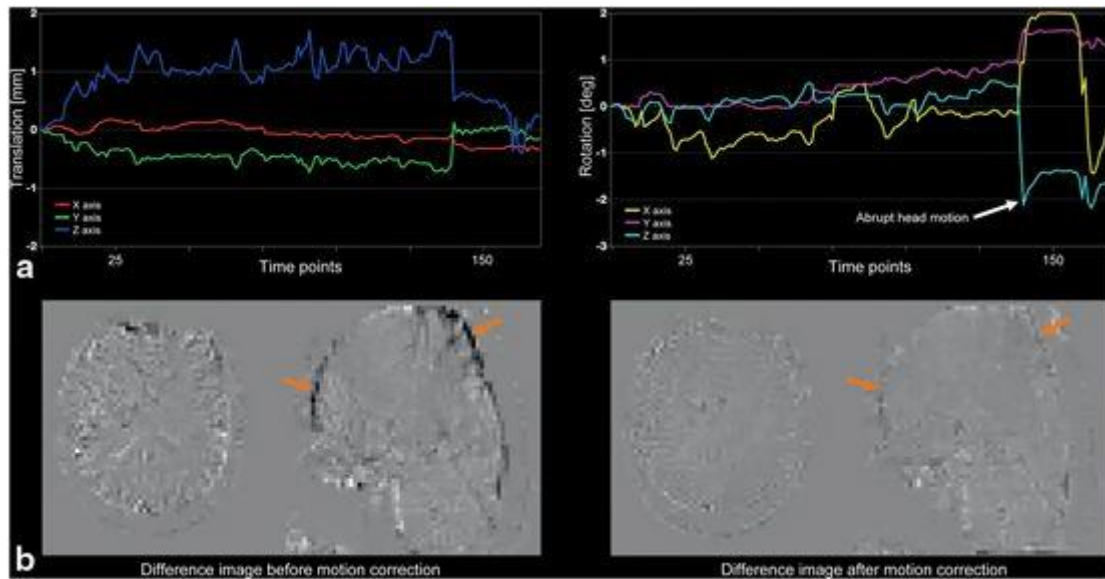 2
1
0
-1
-2
Translation [mm]
X axis
Y axis
Z axis
25
Time points
150
2
1
0
-1
-2
-3
Rotation [deg]
X axis
Y axis
Z axis
Abrupt head motion
25
Time points
150
a
b
Difference image before motion correction
Difference image after motion correction